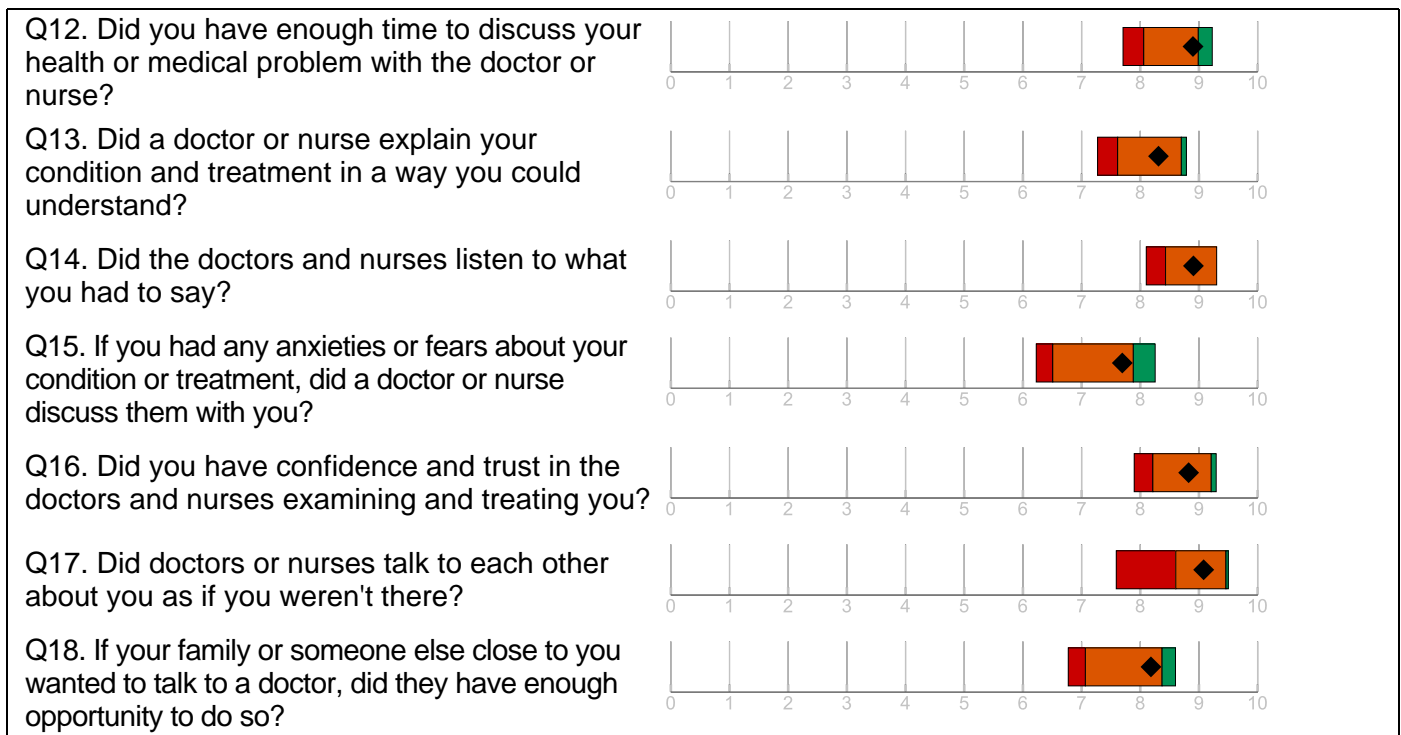 Q12. Did you have enough time to discuss your
health or medical problem with the doctor or
nurse?
0 1 2 3 4 5 6 7 8 9 10
Q13. Did a doctor or nurse explain your
condition and treatment in a way you could
understand?
0 1 2 3 4 5 6 7 8 9 10
Q14. Did the doctors and nurses listen to what
you had to say?
0 1 2 3 4 5 6 7 8 9 10
Q15. If you had any anxieties or fears about your
condition or treatment, did a doctor or nurse
discuss them with you?
0 1 2 3 4 5 6 7 8 9 10
Q16. Did you have confidence and trust in the
doctors and nurses examining and treating you?
0 1 2 3 4 5 6 7 8 9 10
Q17. Did doctors or nurses talk to each other
about you as if you weren't there?
0 1 2 3 4 5 6 7 8 9 10
Q18. If your family or someone else close to you
wanted to talk to a doctor, did they have enough
opportunity to do so?
0 1 2 3 4 5 6 7 8 9 10